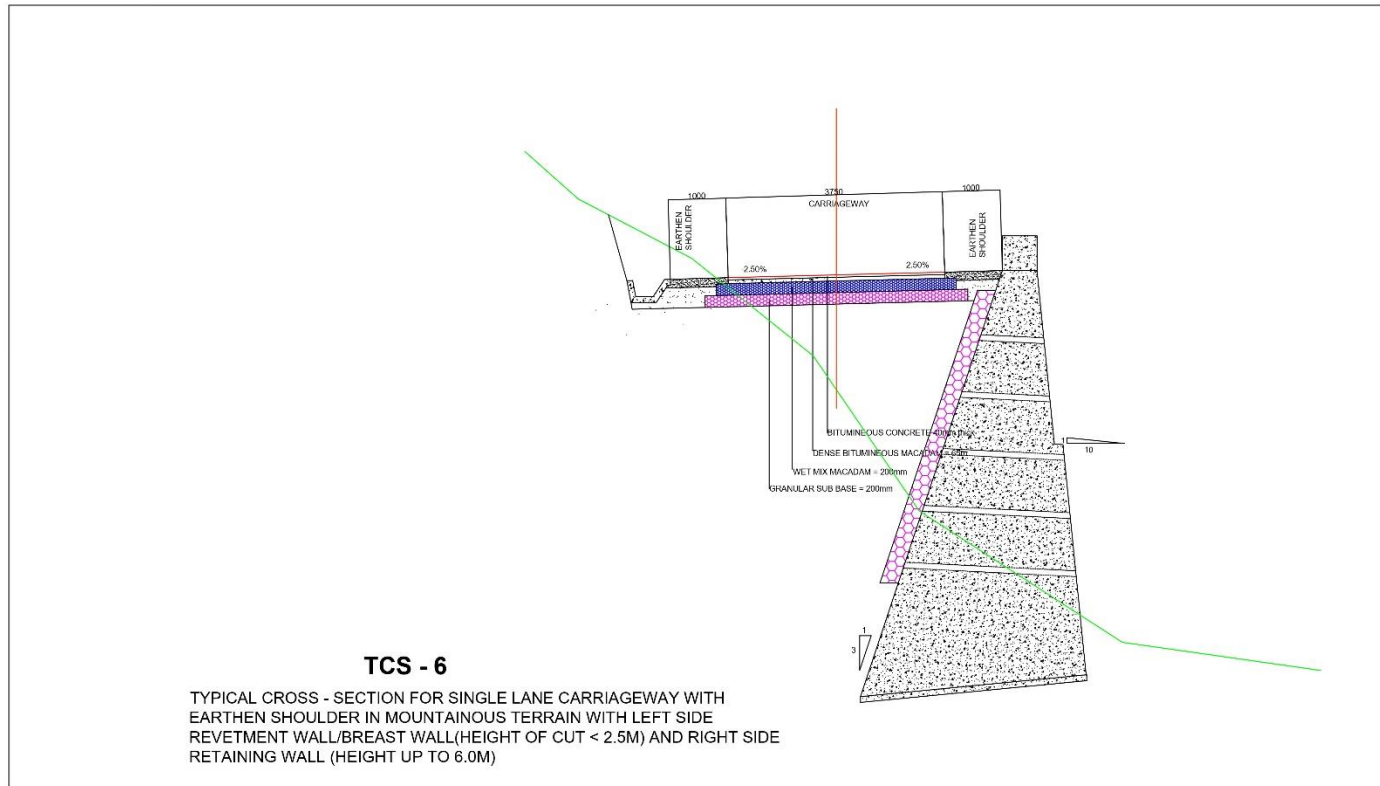 1000
3750
1000
CARRIAGEWAY
EARTHEN
SHOULDER
EARTHEN
SHOULDER
2.50%
2.50%
BITUMINEOUS CONCRETE 40mm thick
1
10
DENSE BITUMINEOUS MACADAM =
WET MIX MACADAM = 200mm
GRANULAR SUB BASE = 200mm
1
3
TCS - 6
TYPICAL CROSS - SECTION FOR SINGLE LANE CARRIAGEWAY WITH
EARTHEN SHOULDER IN MOUNTAINOUS TERRAIN WITH LEFT SIDE
REVETMENT WALL/BREAST WALL(HEIGHT OF CUT < 2.5M) AND RIGHT SIDE
RETAINING WALL (HEIGHT UP TO 6.0M)